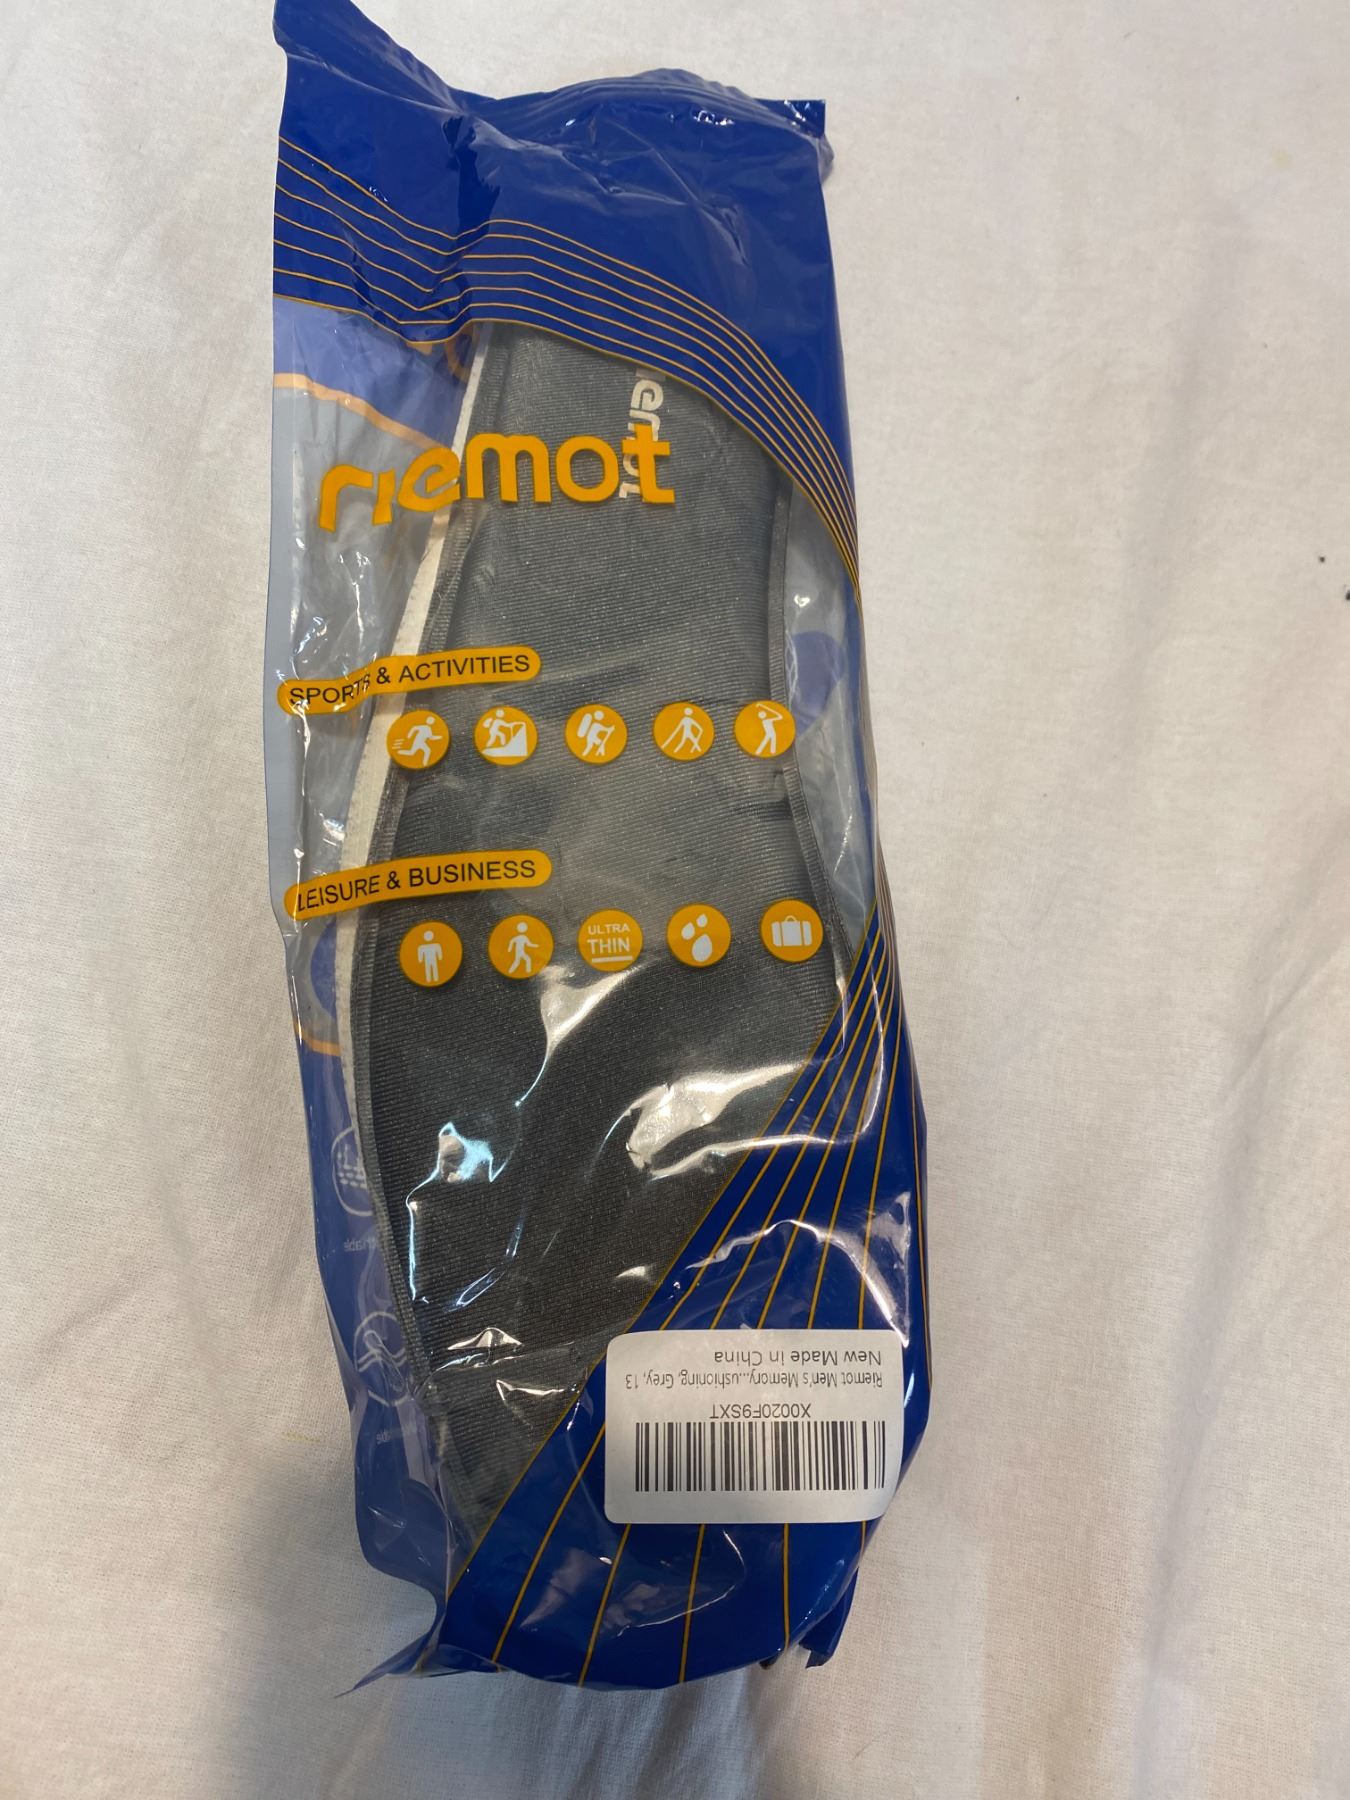 riemot
SPORTS & ACTIVITIES
LEISURE & BUSINESS
ULTRA
THIN
X0020F9SXT
Riemot Men's Memory...ushioning, Grey, 13
New Made in China